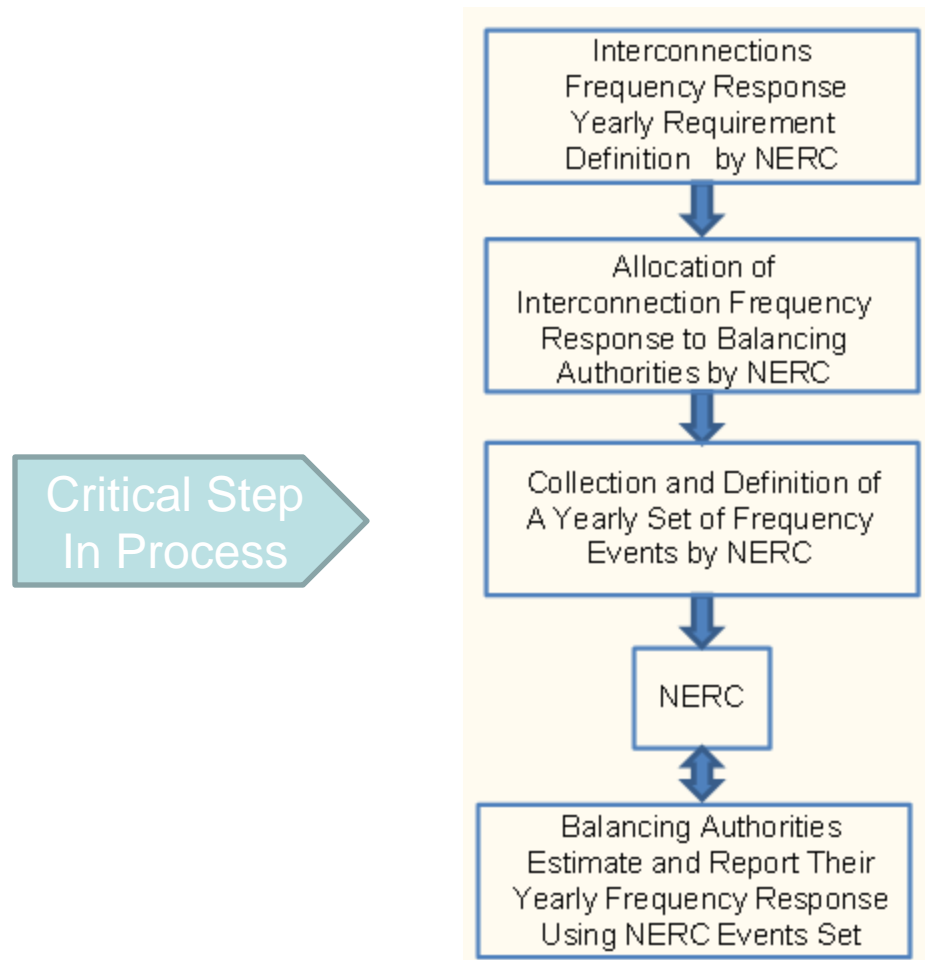 Interconnections
Frequency Response
Yearly Requirement
Definition by NERC
Allocation of
Interconnection Frequency
Response to Balancing
Authorities by NERC
Critical Step
In Process
Collection and Definition of
A Yearly Set of Frequency
Events by NERC
NERC
Balancing Authorities
Estimate and Report Their
Yearly Frequency Response
Using NERC Events Set